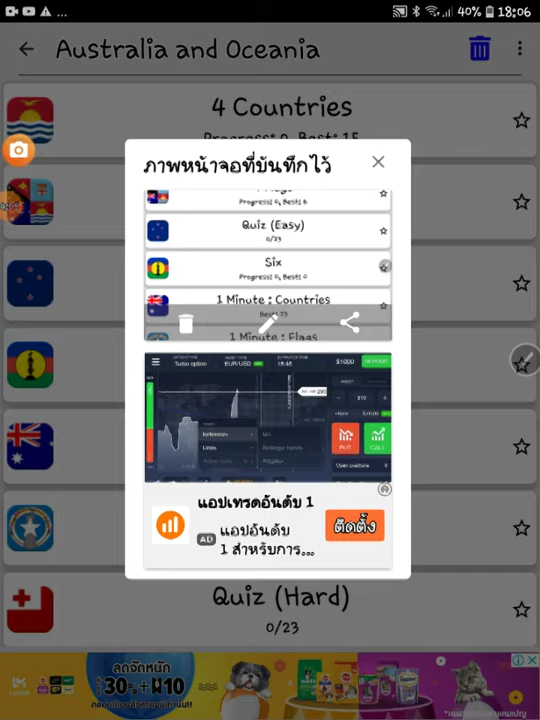 ...
40%
18:06
Australia and Oceania
4 Countries
Progress: 0, Best: 15
ภาพหน้าจอที่บันทึกไว้
Progress: 0, Best: 6
Quiz (Easy)
0/23
Six
Progress: 0, Best: 0
1 Minute : Countries
Best: 23
1 Minute : Flags
Turbo option
EUR/USD
$1000
PUT
CALL
แอปเทรดอันดับ 1
AD
แอปอันดับ
1 สำหรับการ...
ติดตั้ง
Quiz (Hard)
0/23
ลดจัดหนัก
30%